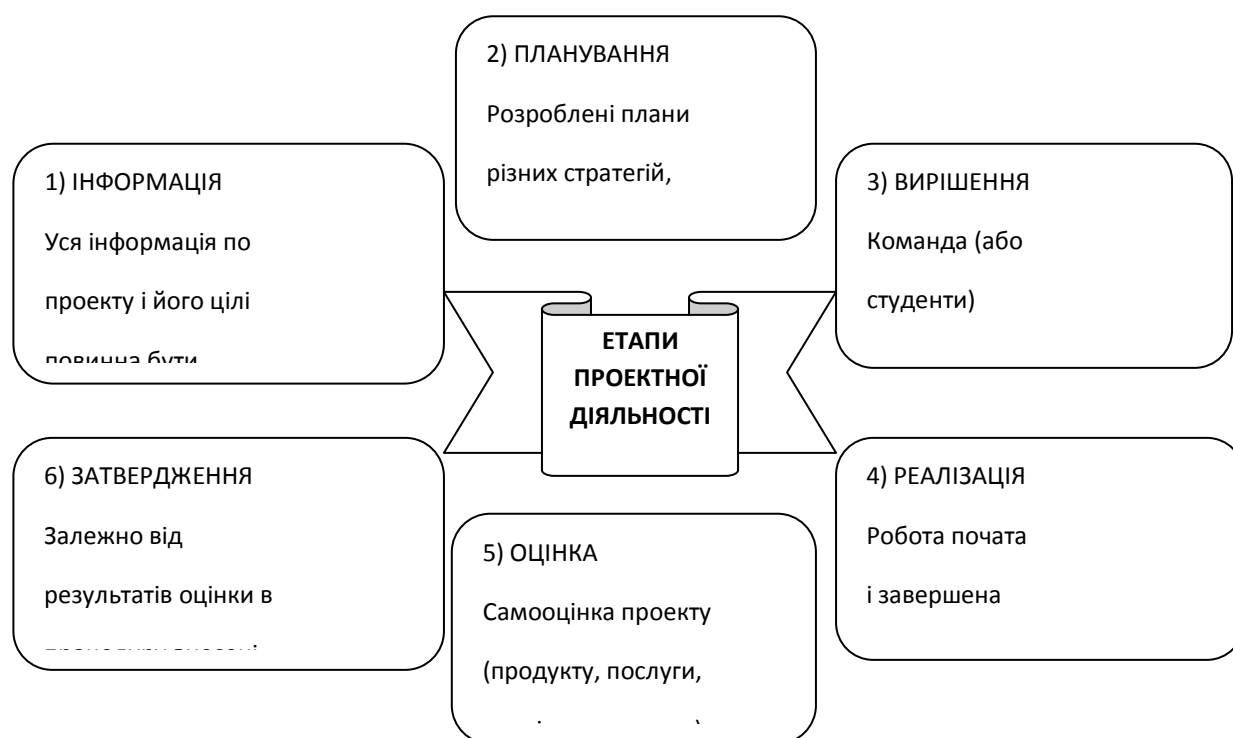 1) ІНФОРМАЦІЯ
Уся інформація по
проекту і його цілі
повинна бути
2) ПЛАНУВАННЯ
Розроблені плани
різних стратегій,
3) ВИРІШЕННЯ
Команда (або
студенти)
ЕТАПИ
ПРОЕКТНОЇ
ДІЯЛЬНОСТІ
4) РЕАЛІЗАЦІЯ
Робота почата
і завершена
5) ОЦІНКА
Самооцінка проекту
(продукту, послуги,
6) ЗАТВЕРДЖЕННЯ
Залежно від
результатів оцінки в